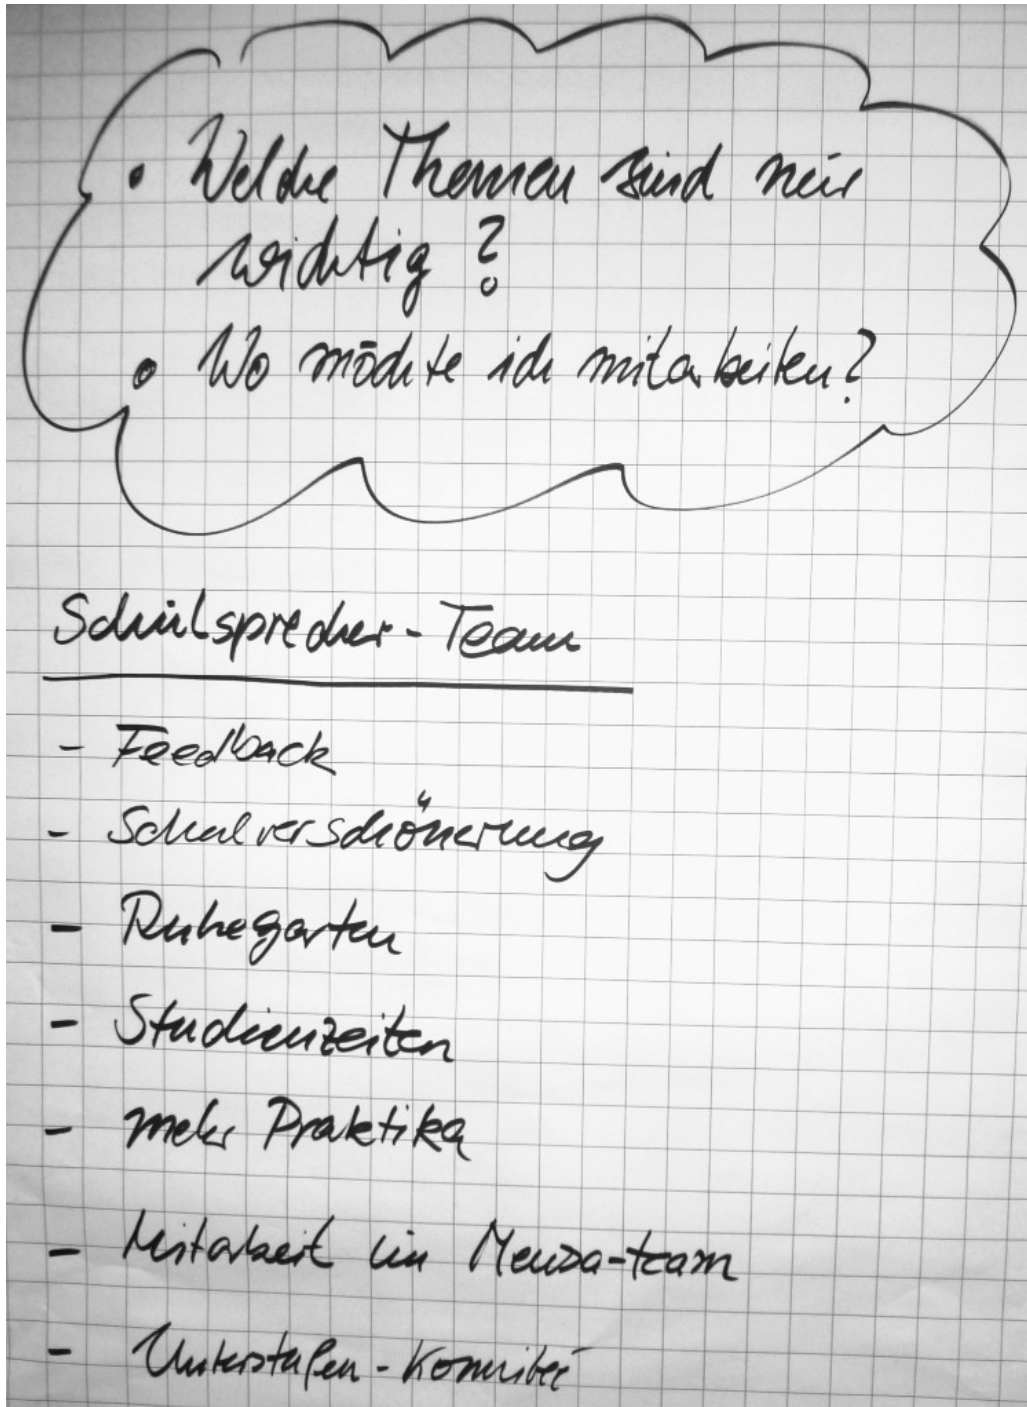 • Welche Themen sind mir
wichtig?
• Wo möchte ich mitarbeiten?
Schulsprecher-Team
- Feedback
- Schulverschönerung
- Ruhegarten
- Studienzeiten
- mehr Praktika
- Mitarbeit im Mensa-team
- Unterstufen-Kommitee